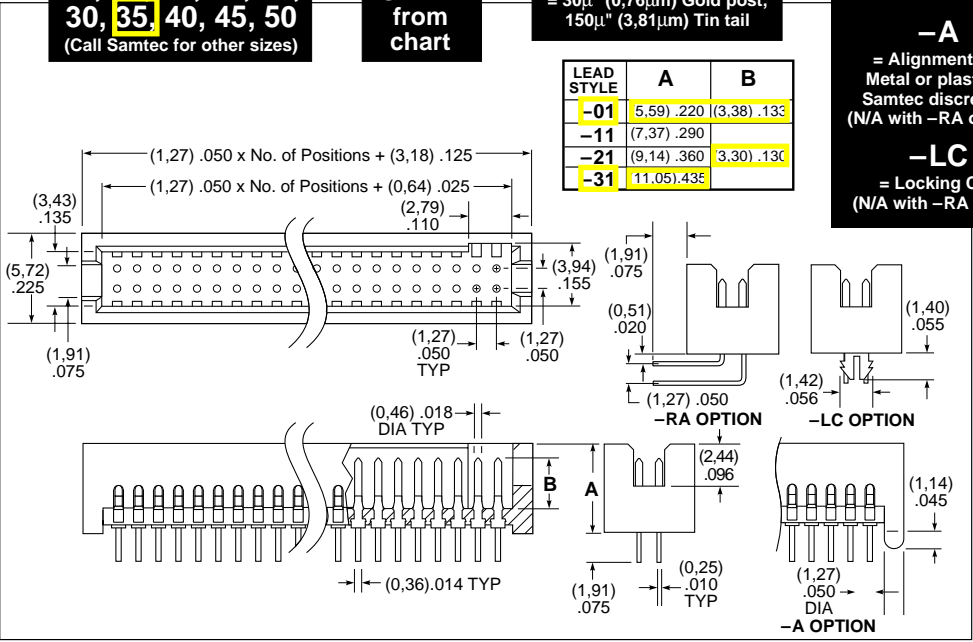 30, 35, 40, 45, 50
(Call Samtec for other sizes)
from
chart
= 30µ" (0,76µm) Gold post,
150µ" (3,81µm) Tin tail
–A
= Alignment
Metal or
Samtec
(N/A with –RA
–LC
= Locking
(N/A with –RA
LEAD STYLE A B
–01 5,59) .220 (3,38) .133
–11 (7,37) .290
–21 (9,14) .360 (3,30) .130
–31 11,05).435
(1,27) .050 x No. of Positions + (3,18) .125
(1,27) .050 x No. of Positions + (0,64) .025
(3,43)
.135
(2,79)
.110
(5,72)
.225
(3,94)
.155
(1,91)
.075
(1,27)
.050
TYP
(1,27)
.050
(1,91)
.075
(0,51)
.020
(1,27) .050
–RA OPTION
(1,40)
.055
(1,42)
.056
–LC OPTION
(0,46) .018
DIA TYP
B
(0,36).014 TYP
A
(2,44)
.096
(1,91)
.075
(0,25)
.010
TYP
(1,14)
.045
(1,27)
.050
DIA
–A OPTION